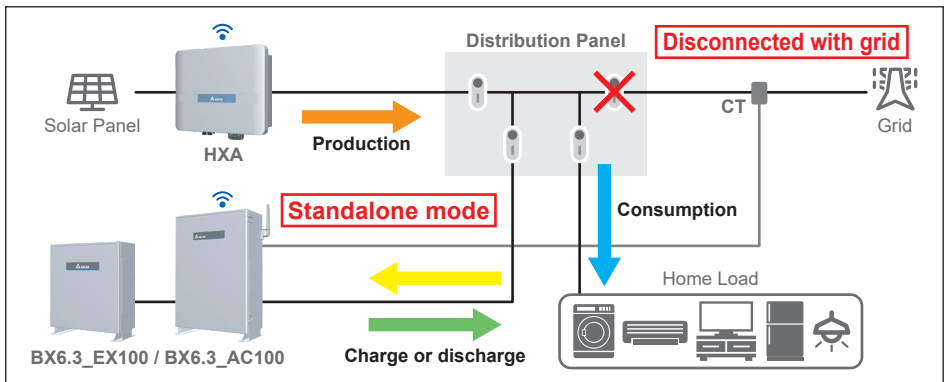 Distribution Panel
Disconnected with grid
Solar Panel
HXA
Production
CT
Grid
Standalone mode
Consumption
Home Load
BX6.3_EX100 / BX6.3_AC100
Charge or discharge